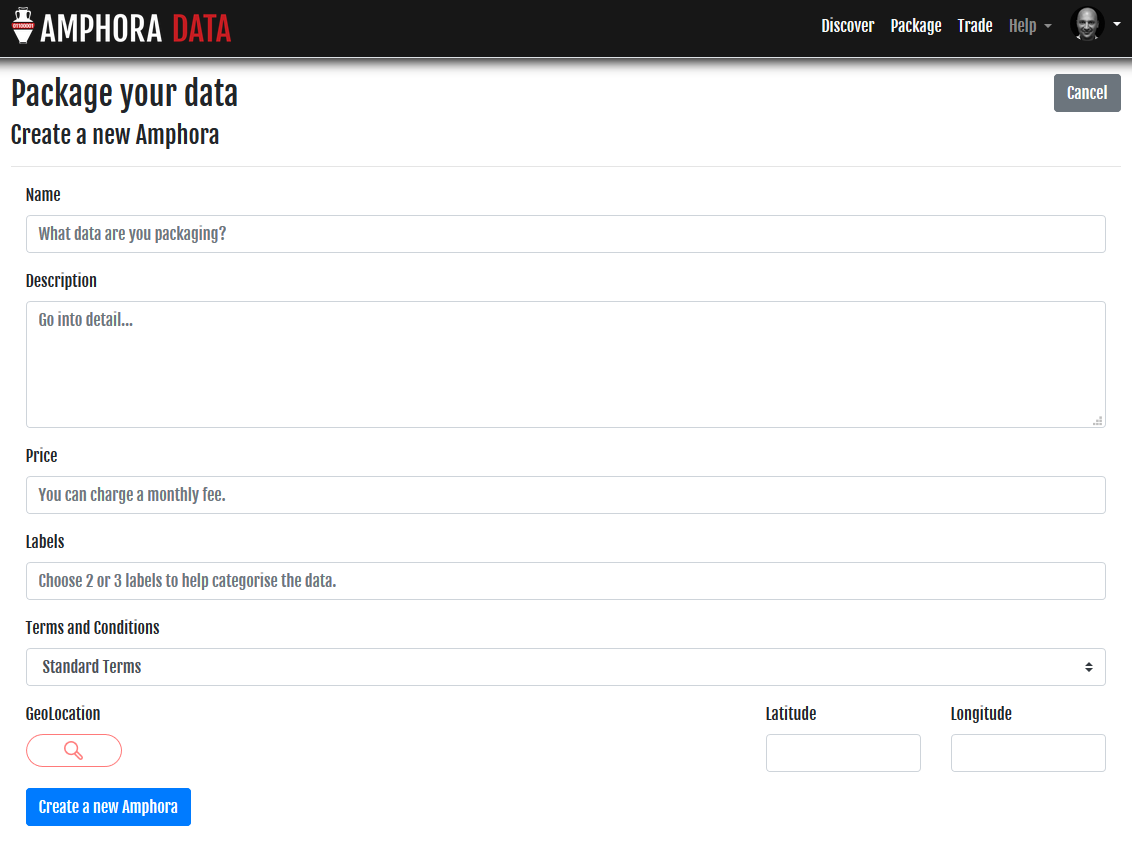 01100001 AMPHORA DATA Discover Package Trade Help
Package your data
Cancel
Create a new Amphora
Name
What data are you packaging?
Description
Go into detail...
Price
You can charge a monthly fee.
Labels
Choose 2 or 3 labels to help categorise the data.
Terms and Conditions
Standard Terms
GeoLocation Latitude Longitude
Create a new Amphora